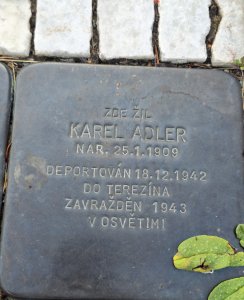 ZDE ŽIL
KAREL ADLER
NAR. 25.1.1909
DEPORTOVÁN 18.12.1942
DO TEREZÍNA
ZAVRAŽDĚN 1943
V OSVĚTIMI